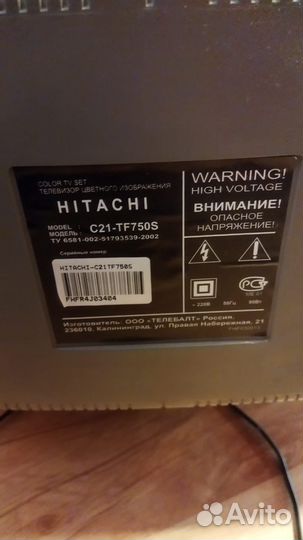 COLOR TV SET
ТЕЛЕВИЗОР ЦВЕТНОГО ИЗОБРАЖЕНИЯ
HITACHI
MODEL :
МОДЕЛЬ : C21-TF750S
ТУ 6581-002-51793539-2002
Серийный номер
HITACHI-C21TF750S
FHFR4J03404
WARNING!
HIGH VOLTAGE
ВНИМАНИЕ!
ОПАСНОЕ
НАПРЯЖЕНИЕ!
~ 220В 50Гц
Изготовитель: ООО «ТЕЛЕБАЛТ» Россия.
236010. Калининград, ул. Правая Набережная, 21
Avito